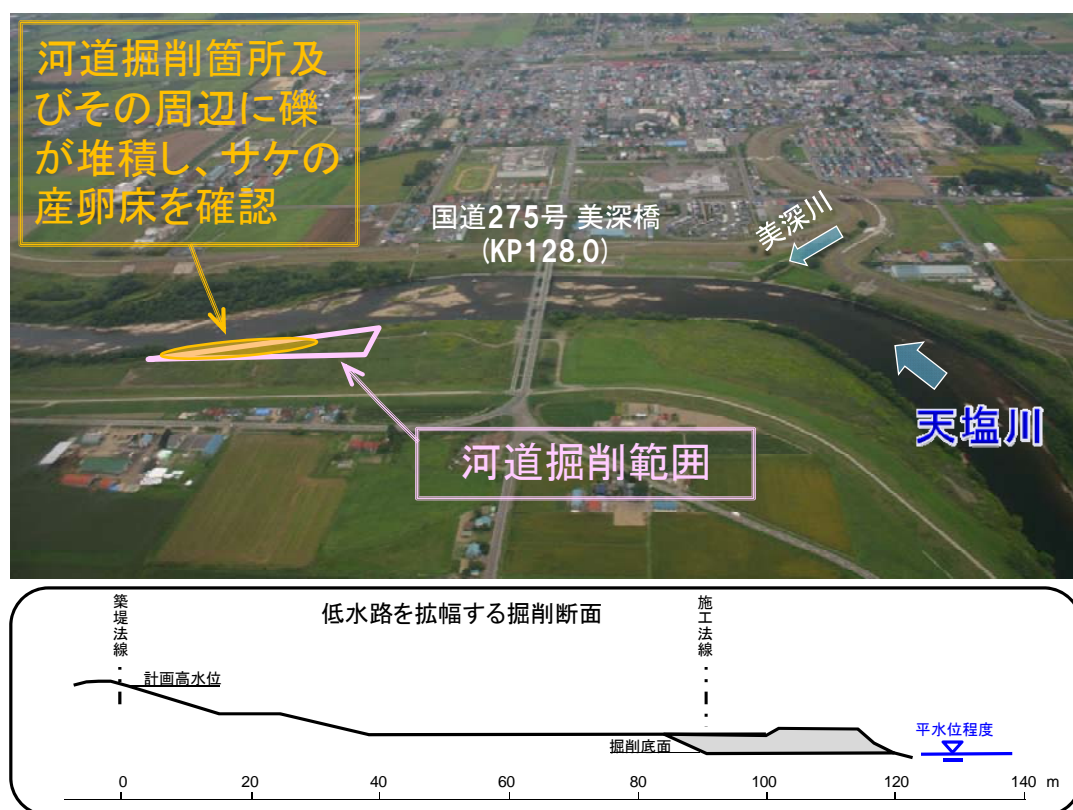 河道掘削箇所及
びその周辺に礫
が堆積し、サケの
産卵床を確認
国道275号 美深橋
(KP128.0)
美深川
天塩川
河道掘削範囲
低水路を拡幅する掘削断面
築堤法線
施工法線
計画高水位
掘削底面
平水位程度
0 20 40 60 80 100 120 140 m